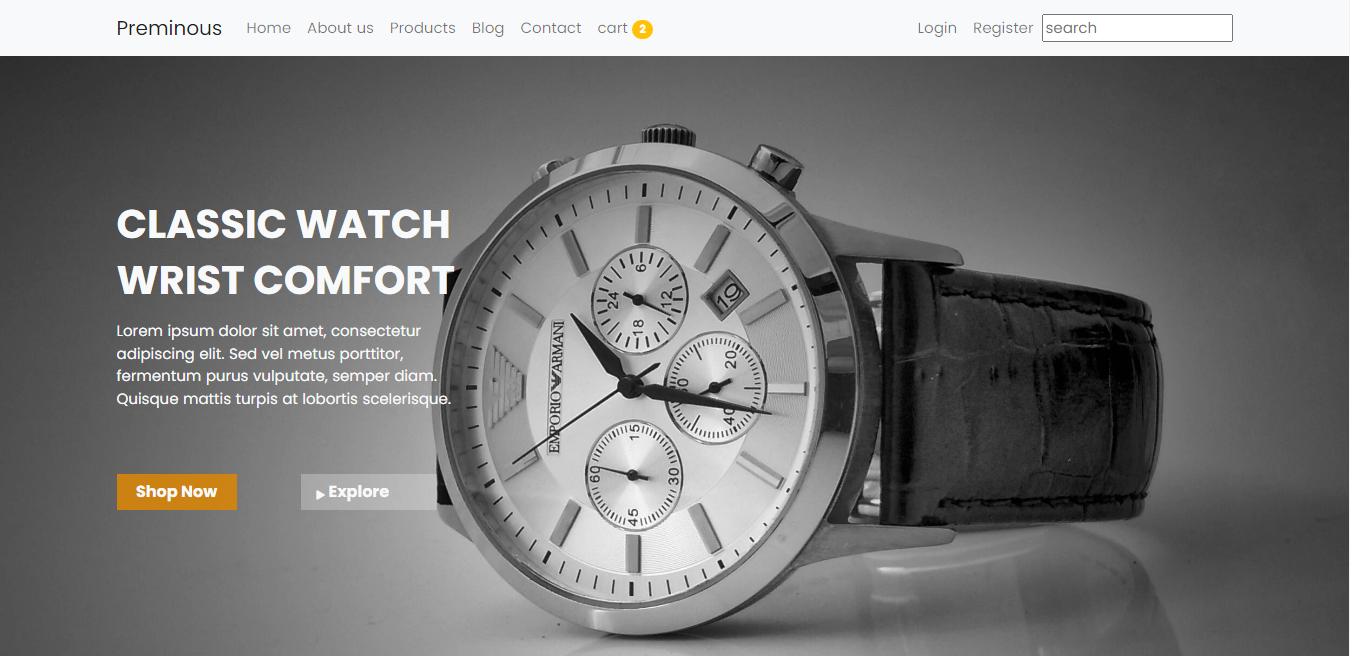 Preminous Home About us Products Blog Contact cart 2 Login Register search
CLASSIC WATCH
WRIST COMFORT
Lorem ipsum dolor sit amet, consectetur
adipiscing elit. Sed vel metus porttitor,
fermentum purus vulputate, semper diam.
Quisque mattis turpis at lobortis scelerisque.
Shop Now Explore
EMPORIO ARMANI
6
12
18
24
19
20
40
60
15
30
45
60